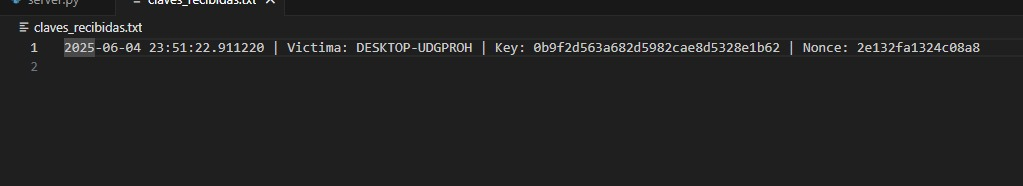 server.py claves_recibidas.txt
claves_recibidas.txt
1 2025-06-04 23:51:22.911220 | Victima: DESKTOP-UDGPROH | Key: 0b9f2d563a682d5982cae8d5328e1b62 | Nonce: 2e132fa1324c08a8
2